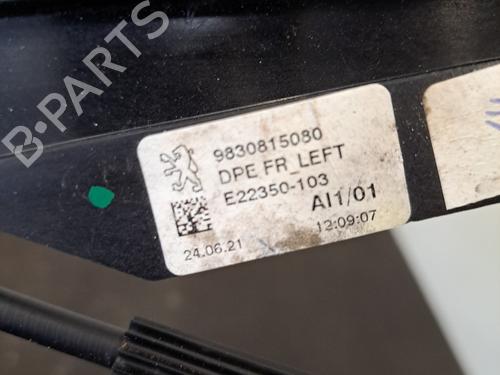 B-PARTS
9830815080
DPE FR_LEFT
E22350-103
AI1/01
24.06.21
12:09:07